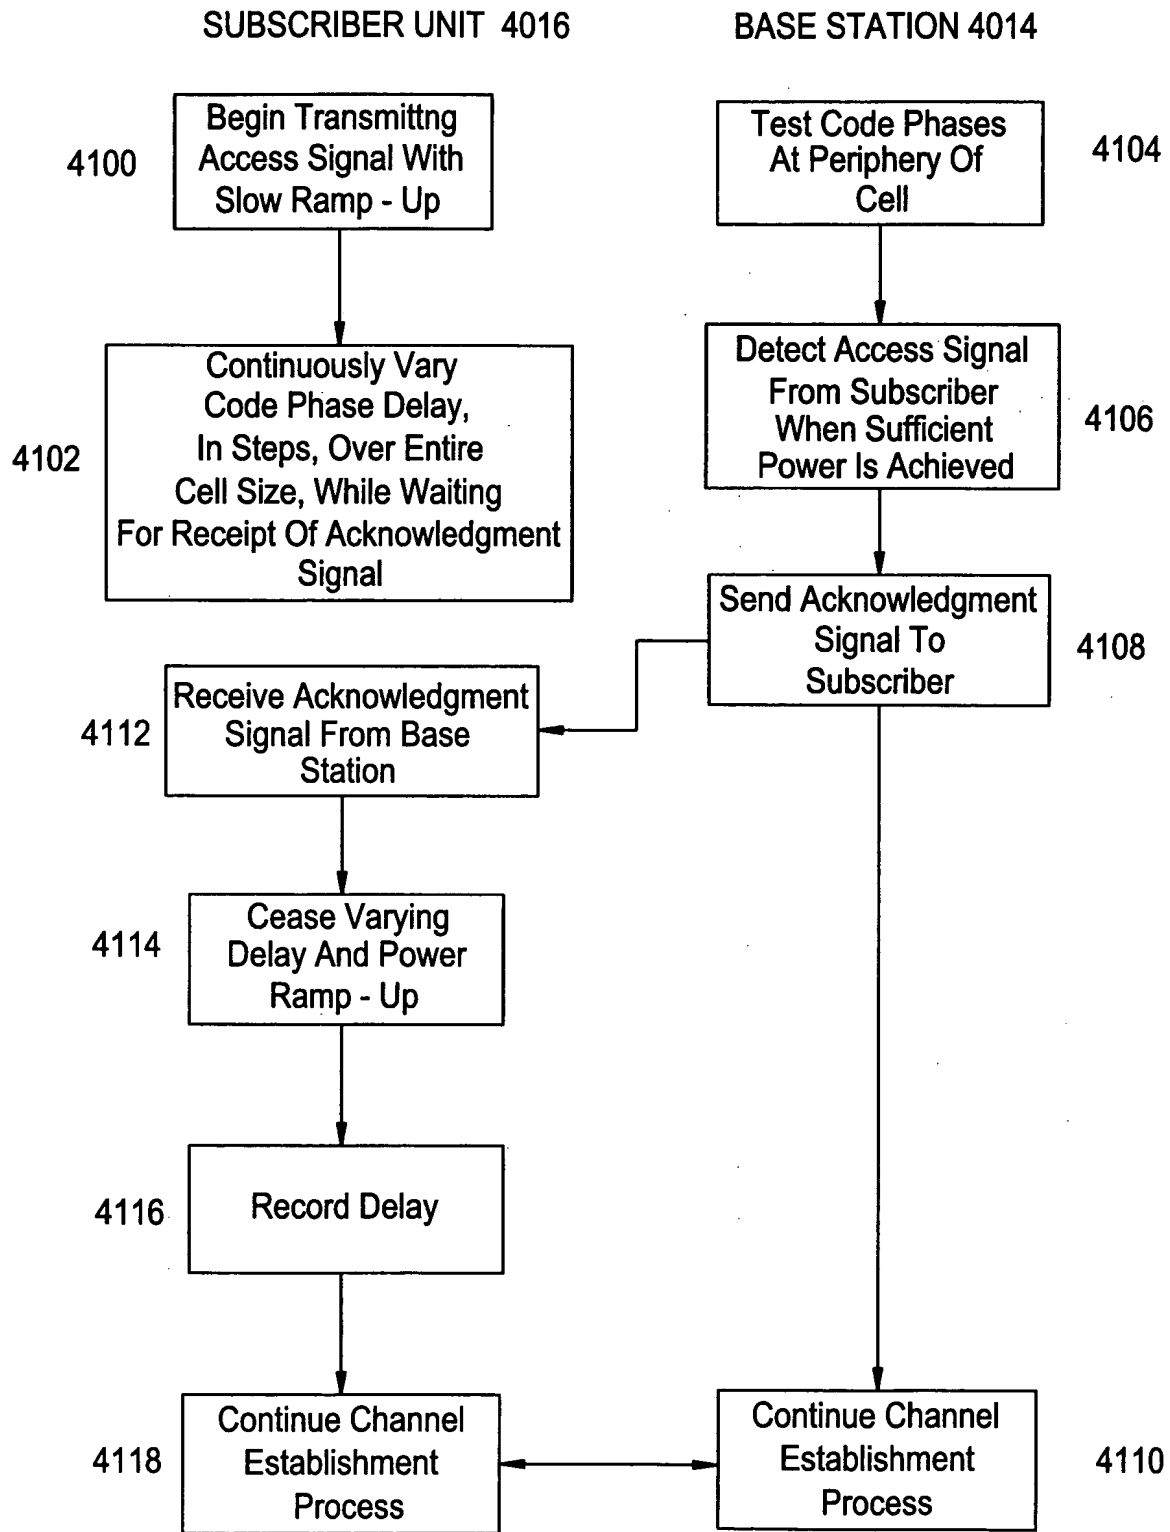 SUBSCRIBER UNIT 4016
BASE STATION 4014
4100
Begin Transmittng
Access Signal With
Slow Ramp - Up
Test Code Phases
At Periphery Of
Cell
4104
4102
Continuously Vary
Code Phase Delay,
In Steps, Over Entire
Cell Size, While Waiting
For Receipt Of Acknowledgment
Signal
Detect Access Signal
From Subscriber
When Sufficient
Power Is Achieved
4106
Send Acknowledgment
Signal To
Subscriber
4108
4112
Receive Acknowledgment
Signal From Base
Station
4114
Cease Varying
Delay And Power
Ramp - Up
4116
Record Delay
4118
Continue Channel
Establishment
Process
Continue Channel
Establishment
Process
4110